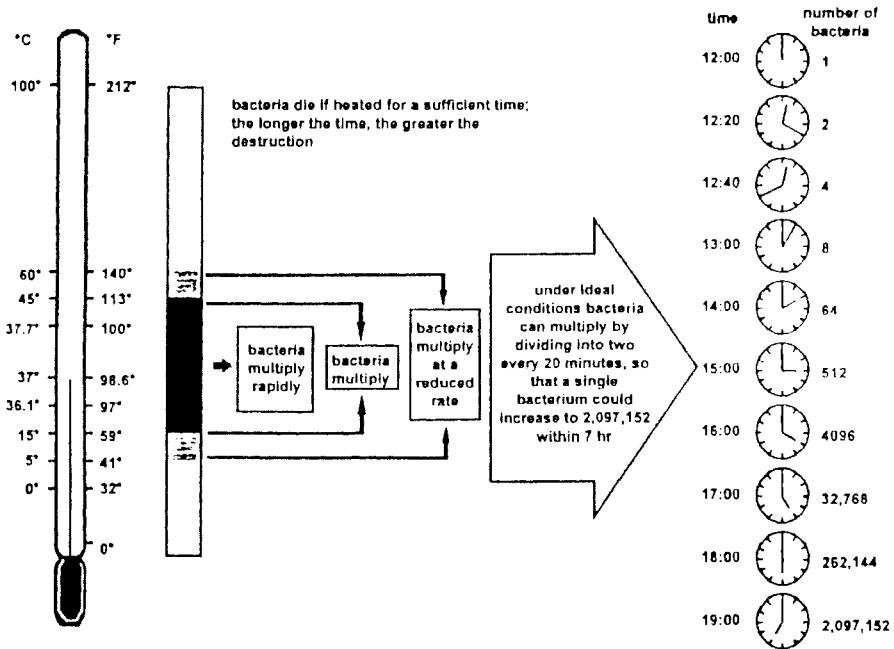 °C °F
100° 212°
60° 140°
45° 113°
37.7° 100°
37° 98.6°
36.1° 97°
15° 59°
5° 41°
0° 32°
0°
bacteria die if heated for a sufficient time;
the longer the time, the greater the
destruction
bacteria
multiply
rapidly
bacteria
multiply
bacteria
multiply
at a
reduced
rate
under ideal
conditions bacteria
can multiply by
dividing into two
every 20 minutes, so
that a single
bacterium could
increase to 2,097,152
within 7 hr
time number of
bacteria
12:00 1
12:20 2
12:40 4
13:00 8
14:00 64
15:00 512
16:00 4096
17:00 32,768
18:00 262,144
19:00 2,097,152